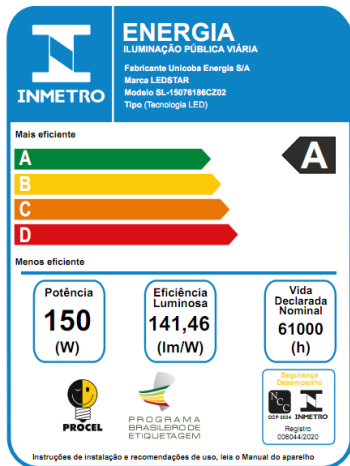 INMETRO
ENERGIA
ILUMINAÇÃO PÚBLICA VIÁRIA
Fabricante Unicoba Energia S/A
Marca LEDSTAR
Modelo SL-15076186CZ02
Tipo (Tecnologia LED)
Mais eficiente
A
B
C
D
A
Menos eficiente
Potência
150
(W)
Eficiência
Luminosa
141,46
(lm/W)
Vida
Declarada
Nominal
61000
(h)
PROCEL
PROGRAMA
BRASILEIRO DE
ETIQUETAGEM
Segurança
Desempenho
NCC
OCP 0034
INMETRO
Registro
006044/2020
Instruções de instalação e recomendações de uso, leia o Manual do aparelho